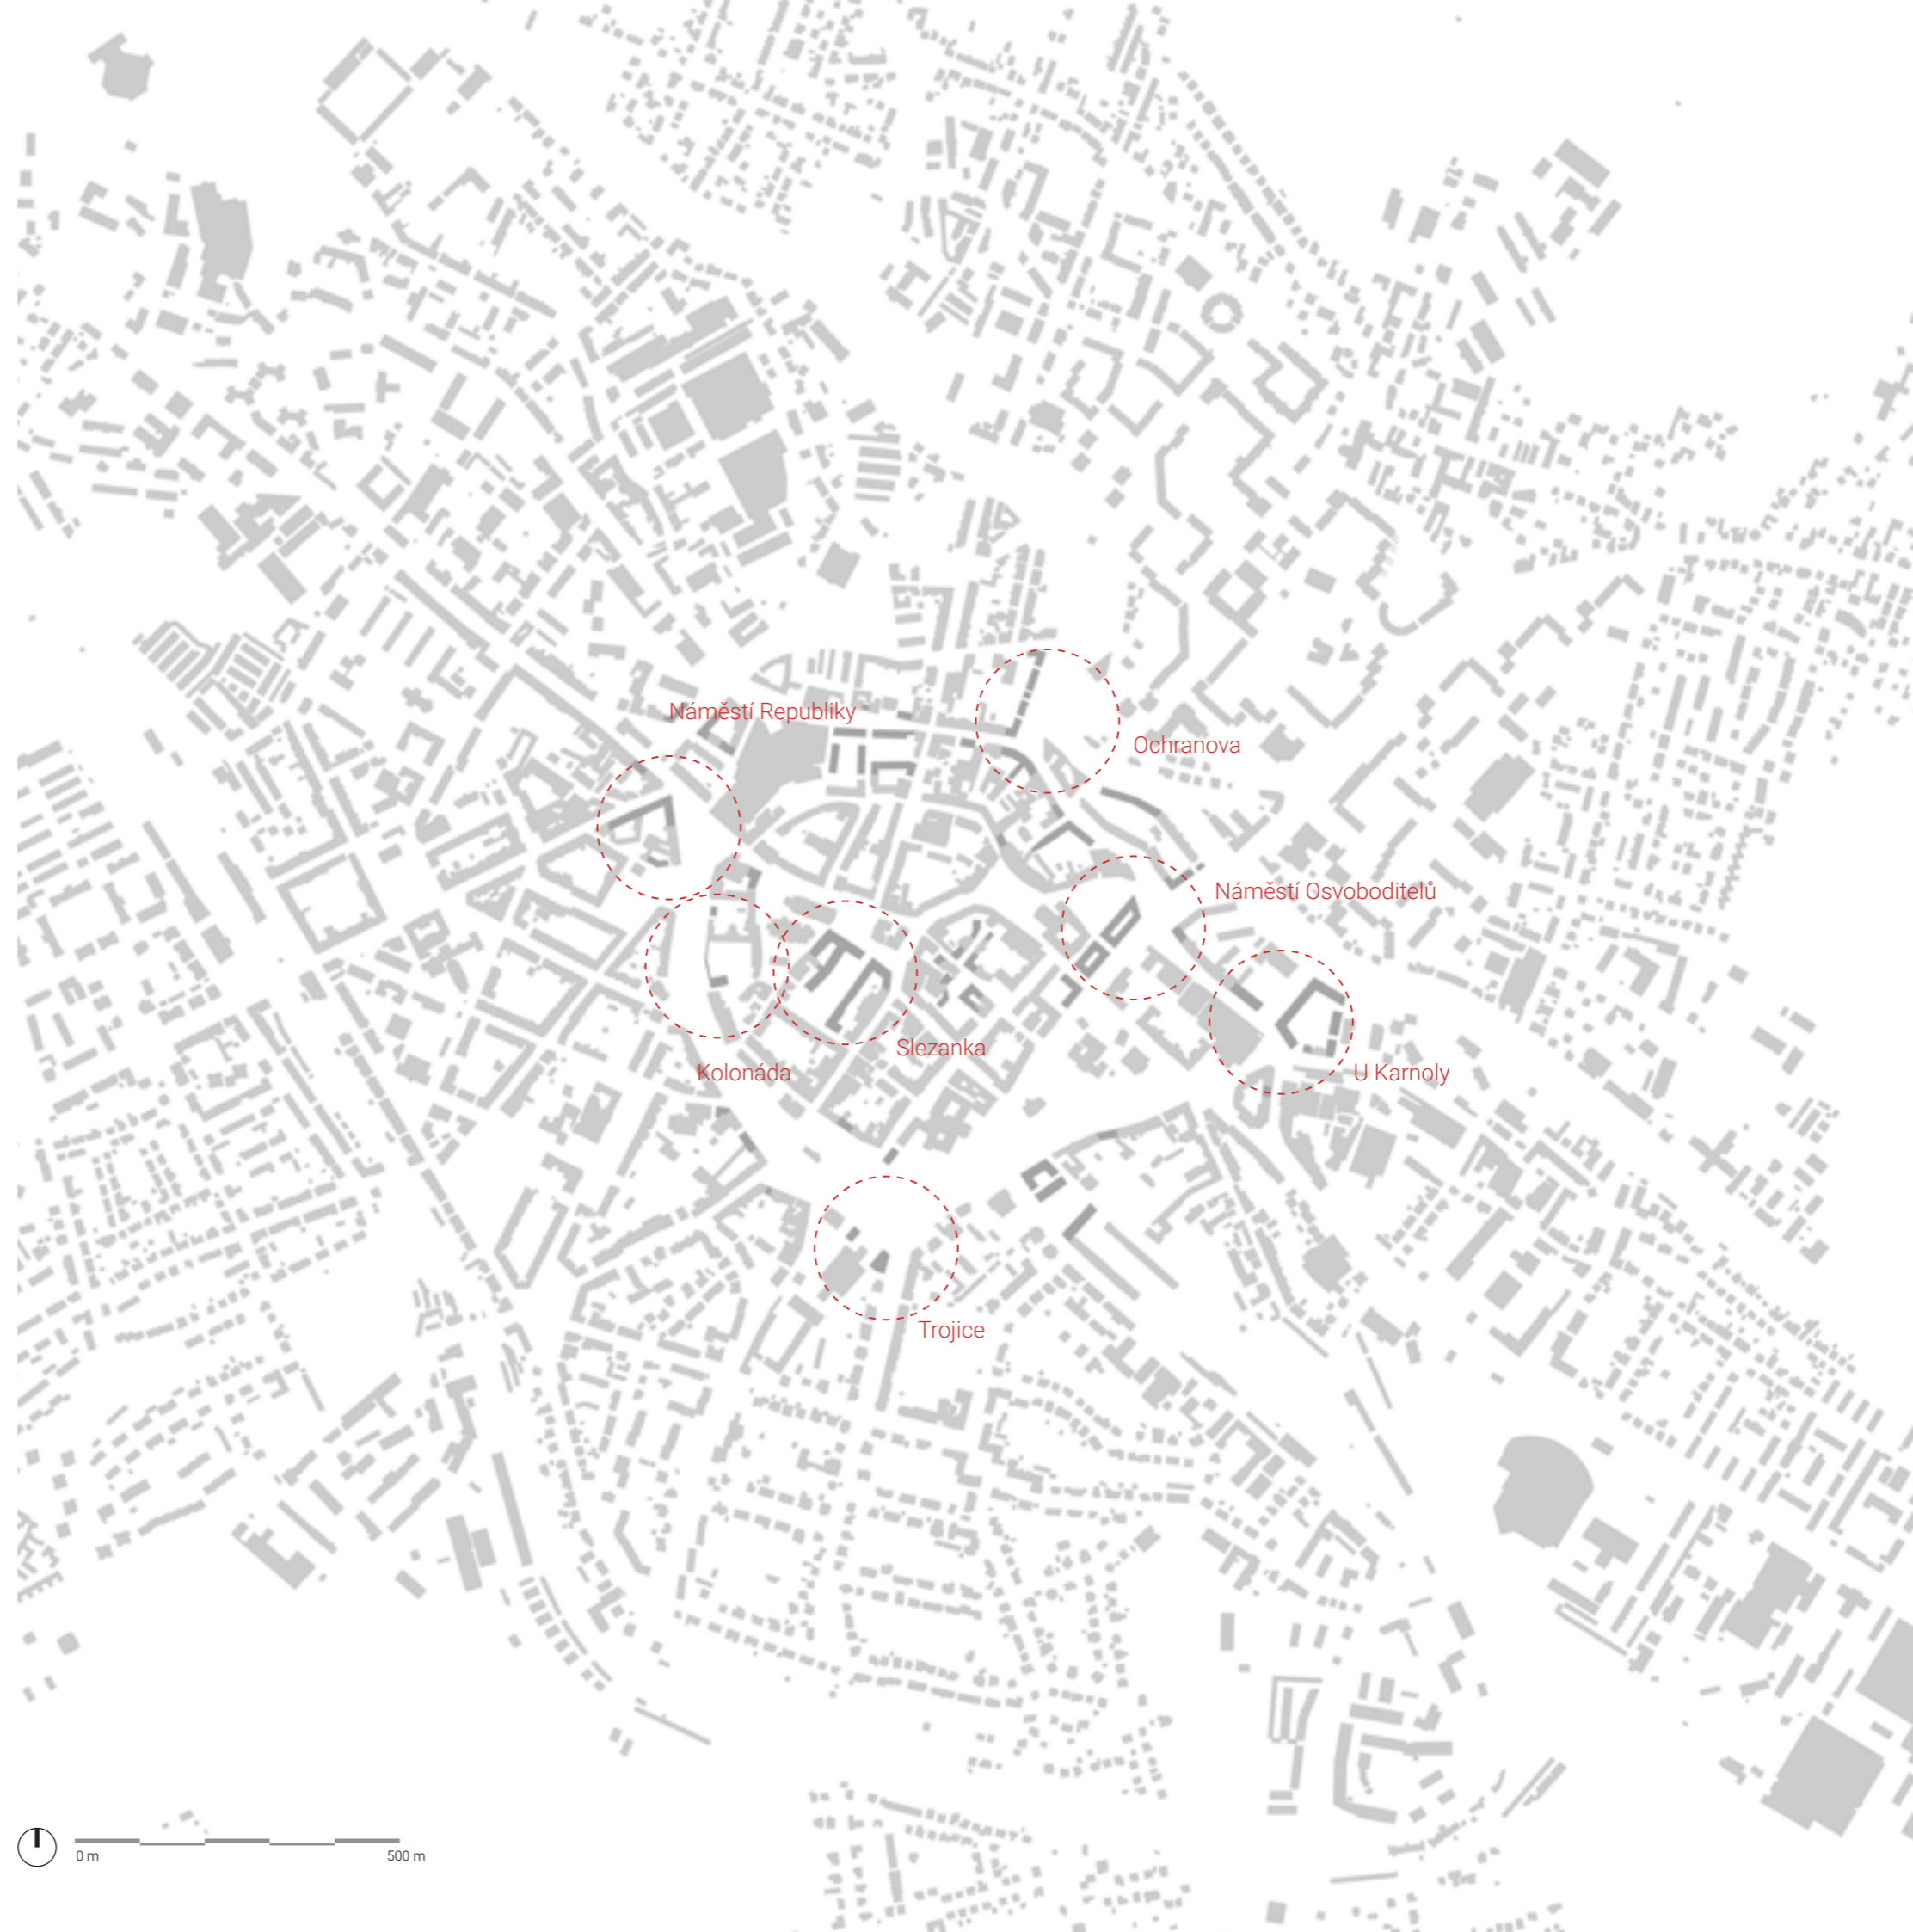 Náměstí Republiky
Ochranova
Náměstí Osvoboditelů
Slezanka
Kolonáda
U Karnoly
Trojice
0 m
500 m